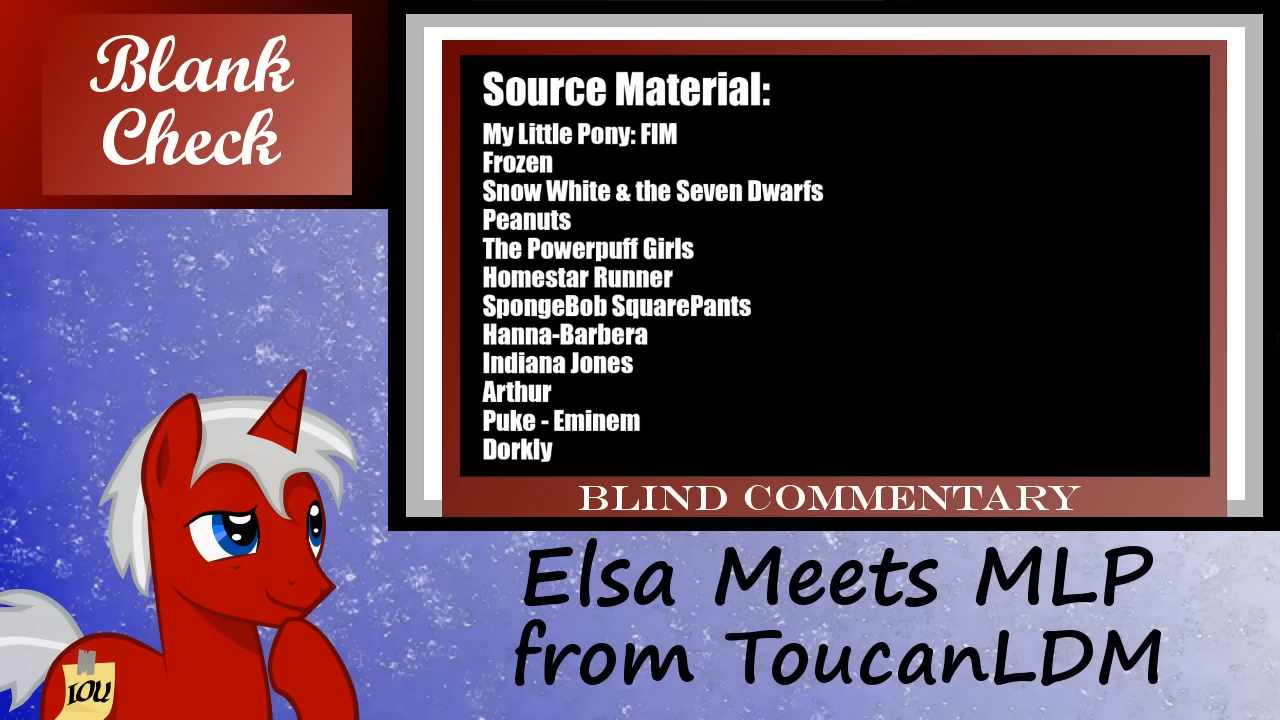 Blank
Check
Source Material:
My Little Pony: FIM
Frozen
Snow White & the Seven Dwarfs
Peanuts
The Powerpuff Girls
Homestar Runner
SpongeBob SquarePants
Hanna-Barbera
Indiana Jones
Arthur
Puke - Eminem
Dorkly
BLIND COMMENTARY
Elsa Meets MLP
from ToucanLDM
IOU